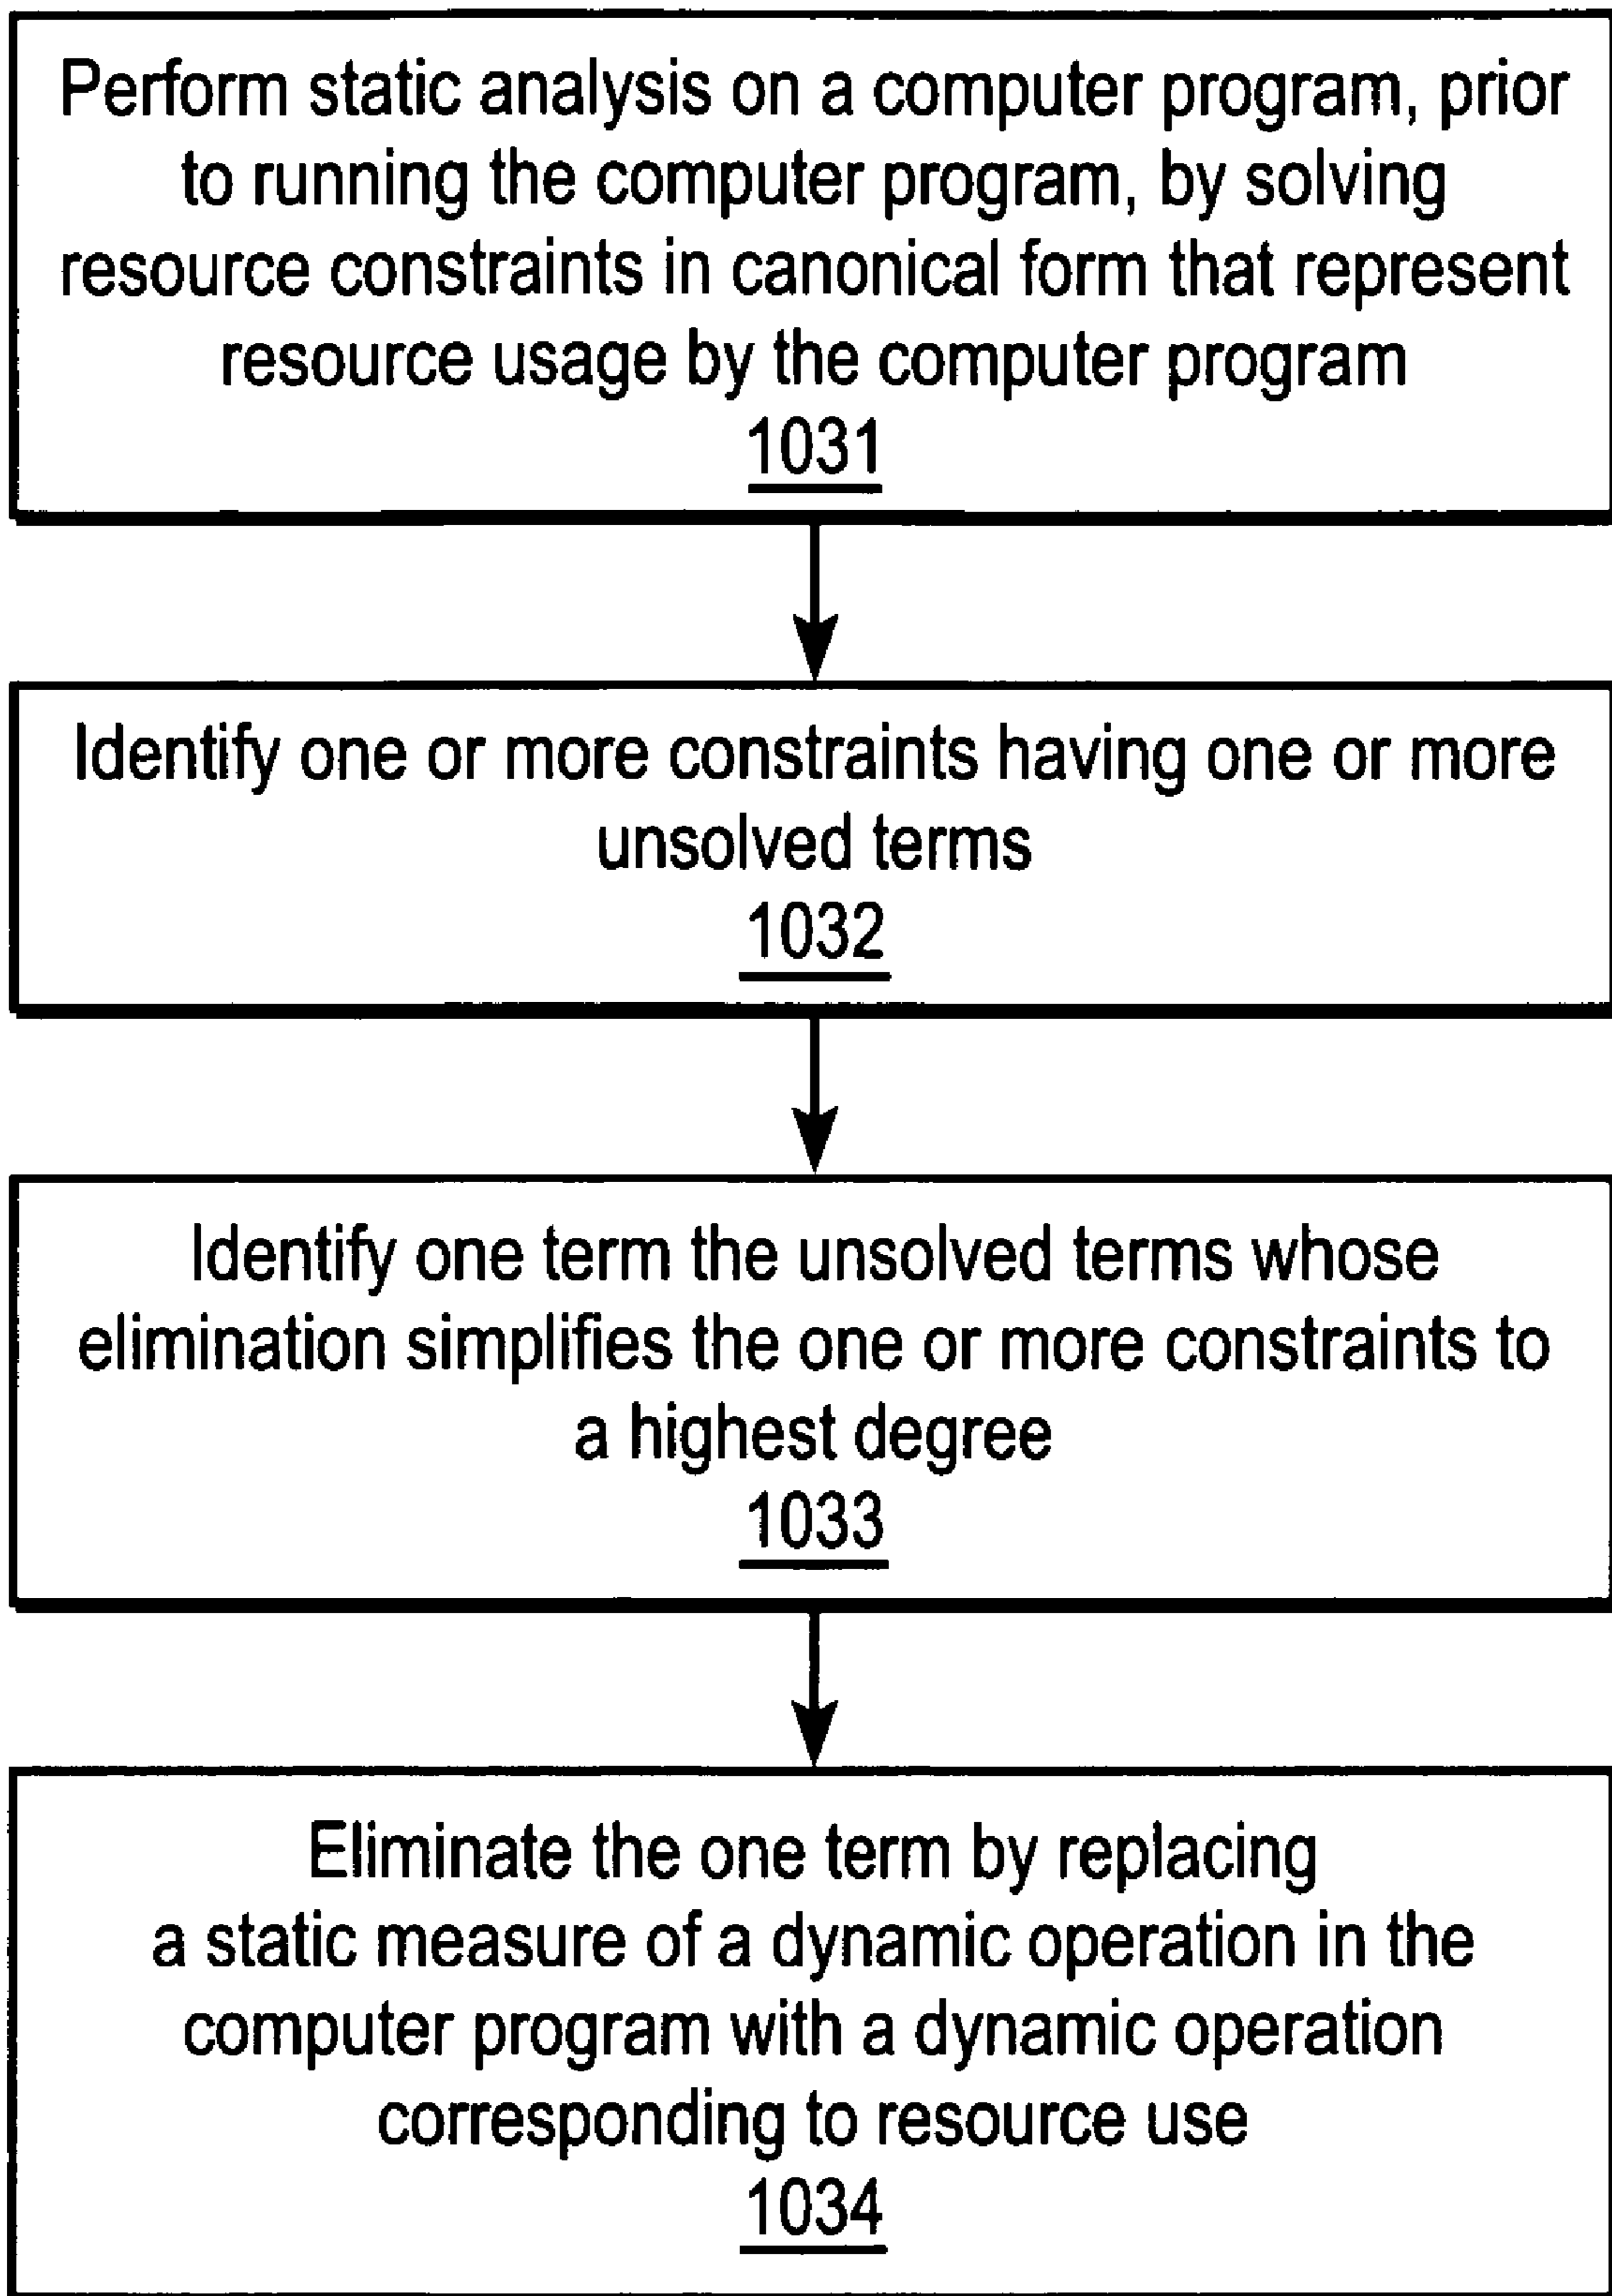 Perform static analysis on a computer program, prior
to running the computer program, by solving
resource constraints in canonical form that represent
resource usage by the computer program
1031
Identify one or more constraints having one or more
unsolved terms
1032
Identify one term the unsolved terms whose
elimination simplifies the one or more constraints to
a highest degree
1033
Eliminate the one term by replacing
a static measure of a dynamic operation in the
computer program with a dynamic operation
corresponding to resource use
1034